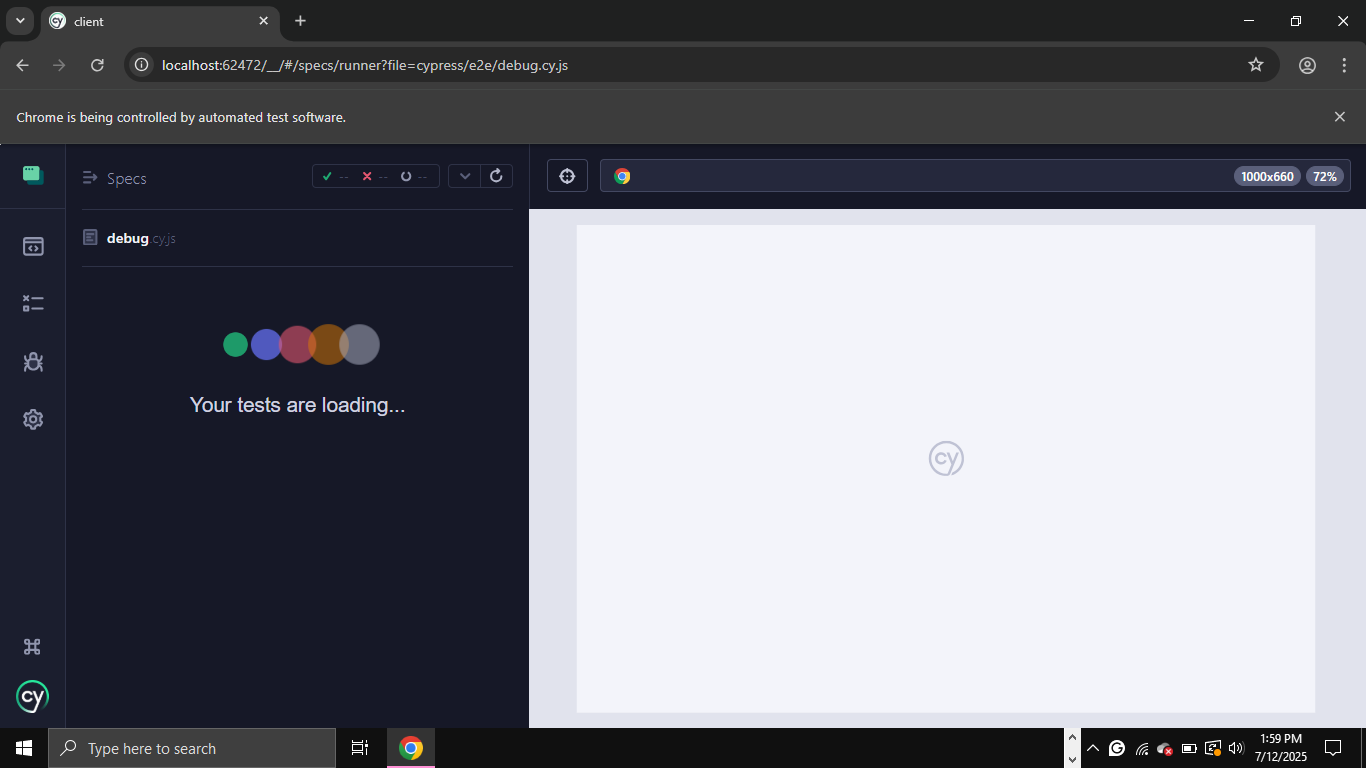 client
localhost:62472/__/#/specs/runner?file=cypress/e2e/debug.cy.js
Chrome is being controlled by automated test software.
Specs
-- -- --
1000x660 72%
debug.cy.js
Your tests are loading...
cy
cy
Type here to search
1:59 PM
7/12/2025